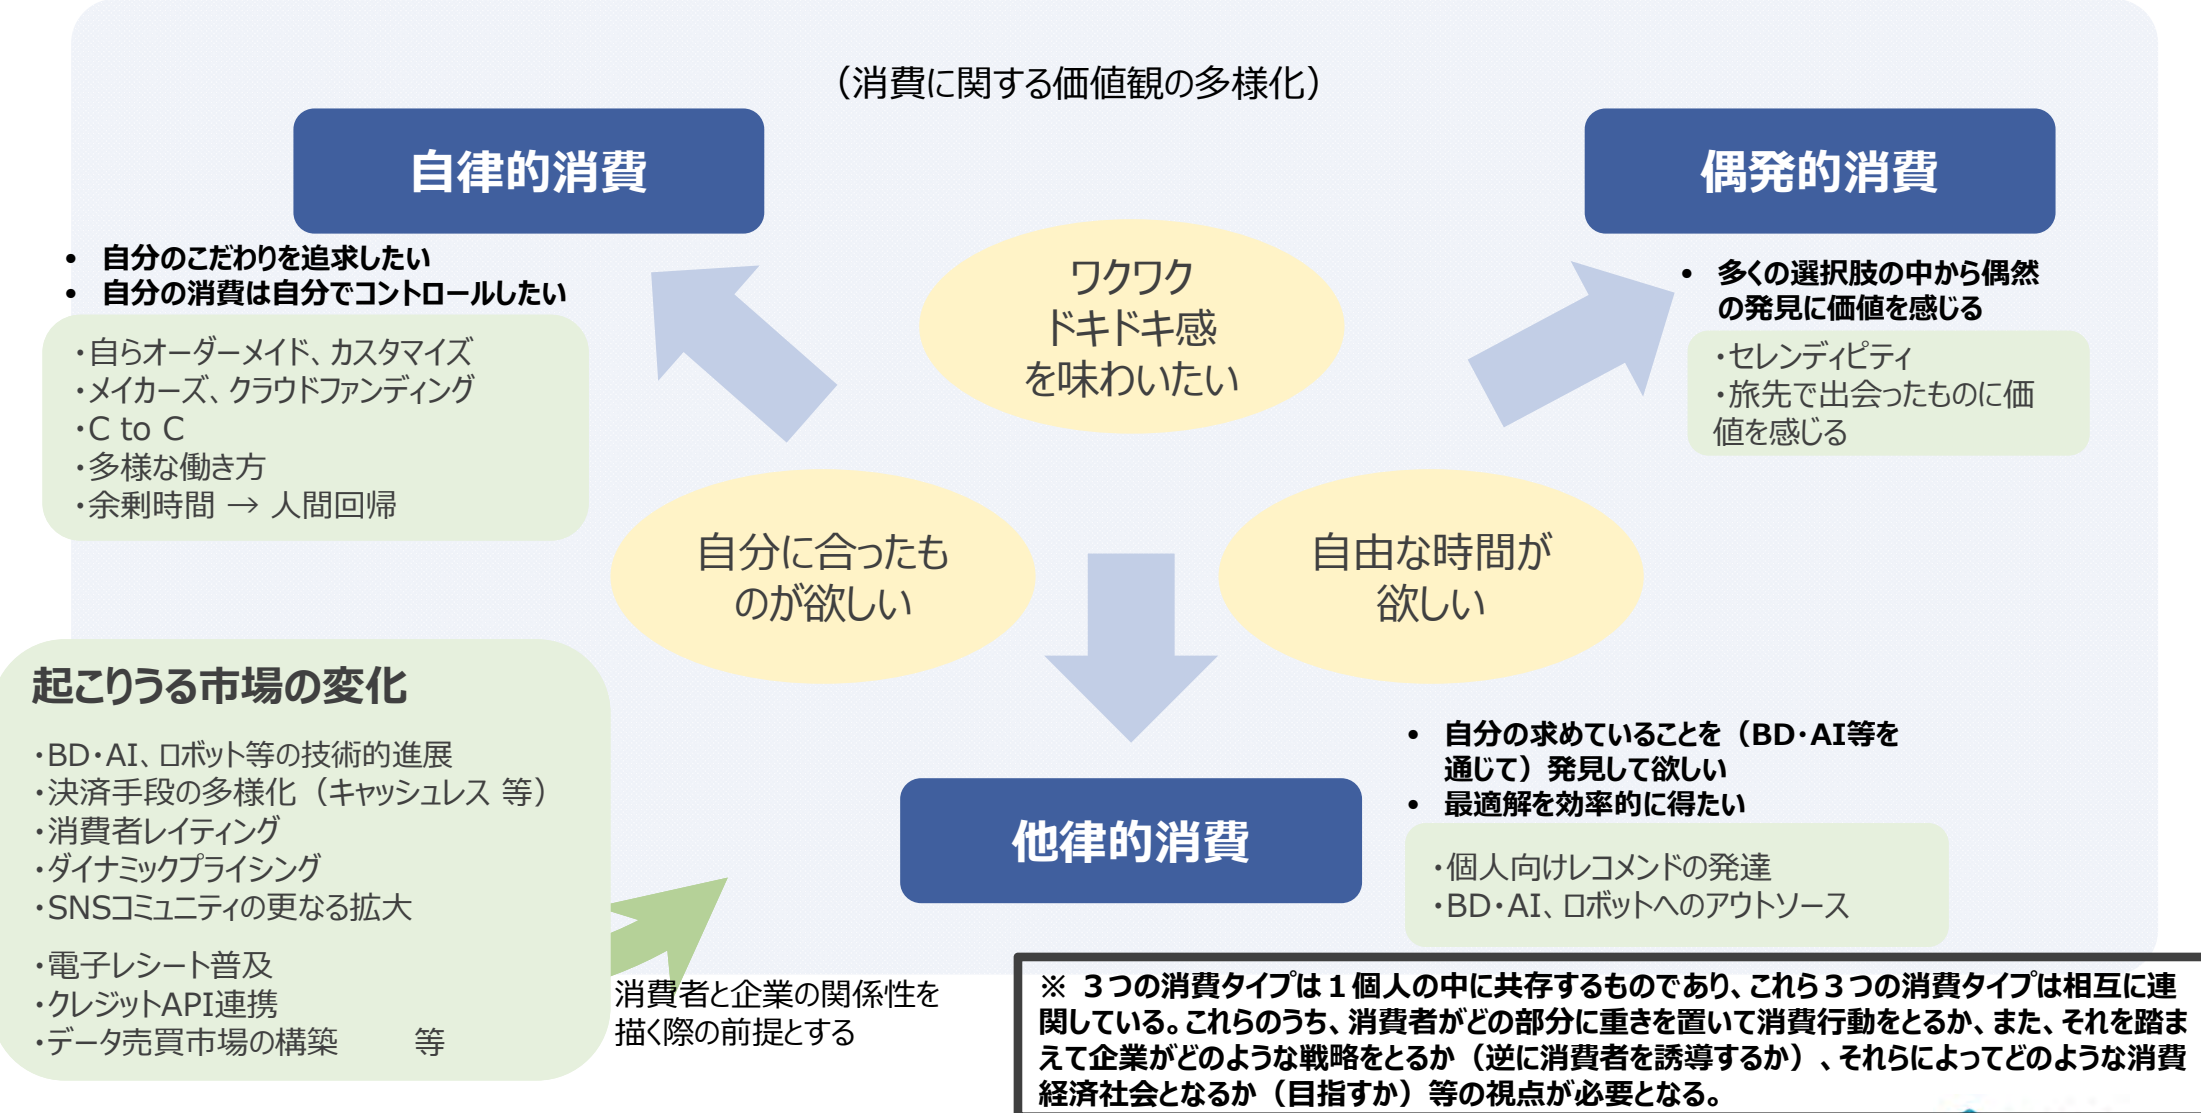 （消費に関する価値観の多様化）
自律的消費
• 自分のこだわりを追求したい
• 自分の消費は自分でコントロールしたい
・自らオーダーメイド、カスタマイズ
・メイカーズ、クラウドファンディング
・C to C
・多様な働き方
・余剰時間 → 人間回帰
偶発的消費
• 多くの選択肢の中から偶然
の発見に価値を感じる
・セレンディピティ
・旅先で出会ったものに価
値を感じる
ワクワク
ドキドキ感
を味わいたい
自分に合ったも
のが欲しい
自由な時間が
欲しい
他律的消費
• 自分の求めていることを（BD・AI等を
通じて）発見して欲しい
• 最適解を効率的に得たい
・個人向けレコメンドの発達
・BD・AI、ロボットへのアウトソース
起こりうる市場の変化
・BD・AI、ロボット等の技術的進展
・決済手段の多様化（キャッシュレス 等）
・消費者レイティング
・ダイナミックプライシング
・SNSコミュニティの更なる拡大
・電子レシート普及
・クレジットAPI連携
・データ売買市場の構築　　等
消費者と企業の関係性を
描く際の前提とする
※ ３つの消費タイプは１個人の中に共存するものであり、これら３つの消費タイプは相互に連
関している。これらのうち、消費者がどの部分に重きを置いて消費行動をとるか、また、それを踏ま
えて企業がどのような戦略をとるか（逆に消費者を誘導するか）、それらによってどのような消費
経済社会となるか（目指すか）等の視点が必要となる。